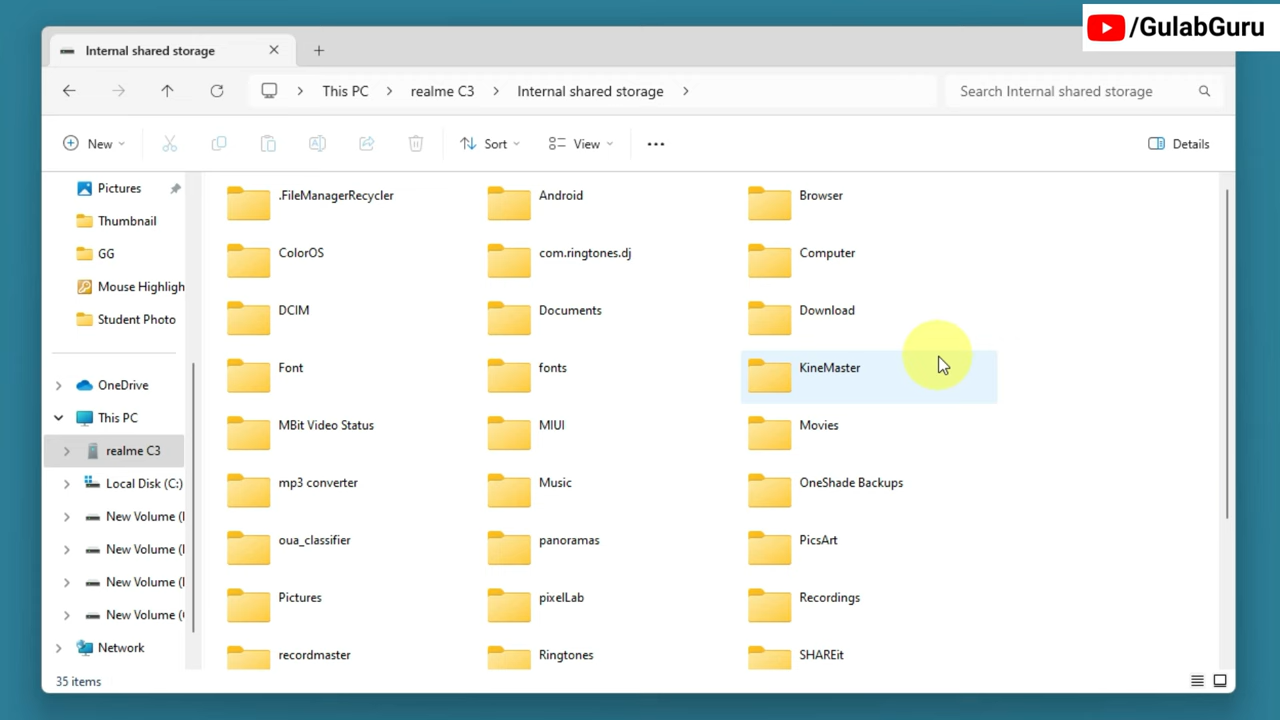 /GulabGuru
Internal shared storage
This PC > realme C3 > Internal shared storage >
Search Internal shared storage
New
Sort
View
Details
Pictures
Thumbnail
GG
Mouse Highligh
Student Photo
OneDrive
This PC
realme C3
Local Disk (C:)
New Volume (
New Volume (
New Volume (
New Volume (
Network
.FileManagerRecycler Android Browser
ColorOS com.ringtones.dj Computer
DCIM Documents Download
Font fonts KineMaster
MBit Video Status MIUI Movies
mp3 converter Music OneShade Backups
oua_classifier panoramas PicsArt
Pictures pixelLab Recordings
recordmaster Ringtones SHAREit
35 items